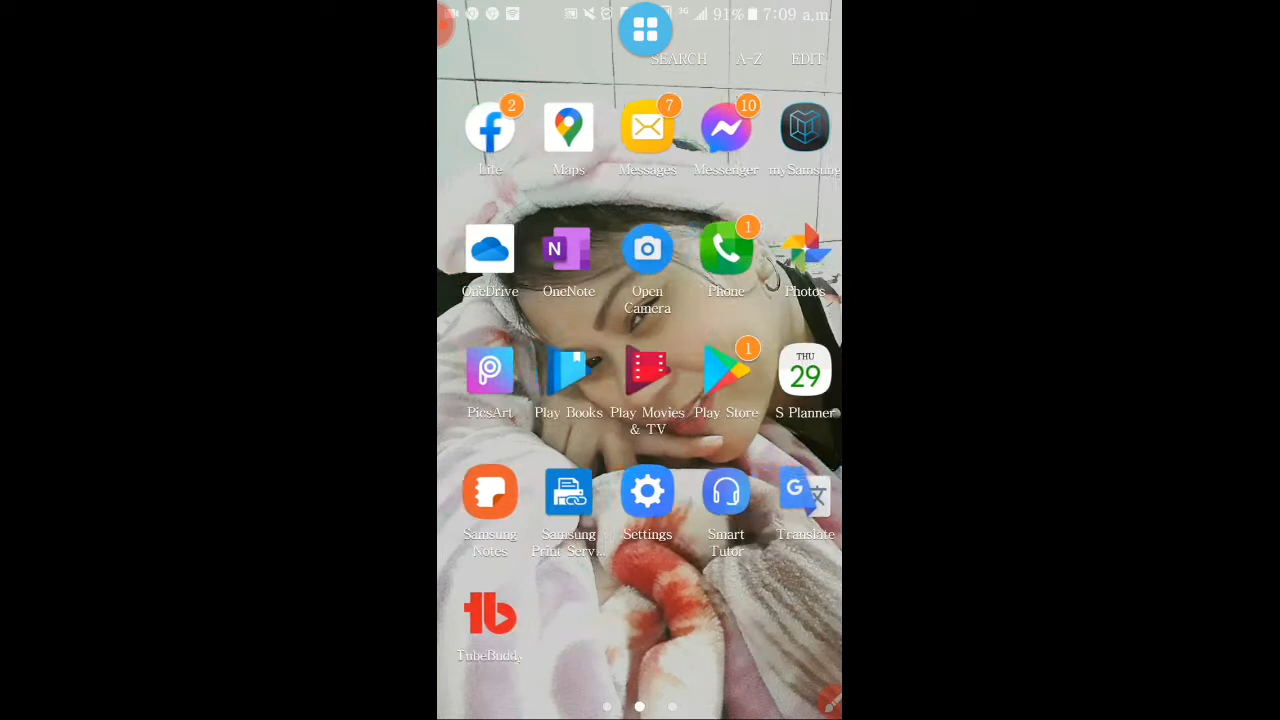 3G 91% 7:09 a.m.
SEARCH A-Z EDIT
2 7 10
Lite Maps Messages Messenger mySamsung
N 1
OneDrive OneNote Open Camera Phone Photos
1 THU 29
PicsArt Play Books Play Movies & TV Play Store S Planner
G
Samsung Notes Samsung Print Serv... Settings Smart Tutor Translate
tb
TubeBuddy